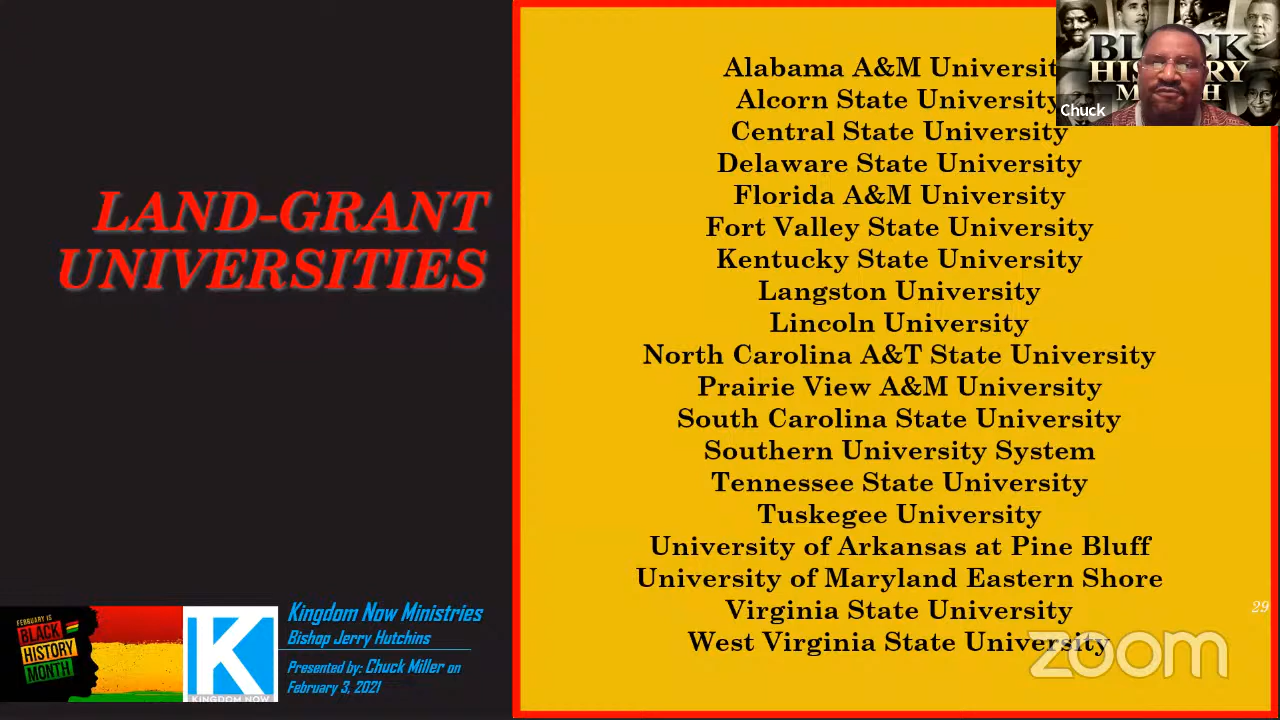 LAND-GRANT
UNIVERSITIES
Alabama A&M Universit
Alcorn State University
Central State University
Delaware State University
Florida A&M University
Fort Valley State University
Kentucky State University
Langston University
Lincoln University
North Carolina A&T State University
Prairie View A&M University
South Carolina State University
Southern University System
Tennessee State University
Tuskegee University
University of Arkansas at Pine Bluff
University of Maryland Eastern Shore
Virginia State University
West Virginia State University
Chuck
29
zoom
FEBRUARY IS
BLACK
HISTORY
MONTH
K
KINGDOM NOW
Kingdom Now Ministries
Bishop Jerry Hutchins
Presented by: Chuck Miller on
February 3, 2021